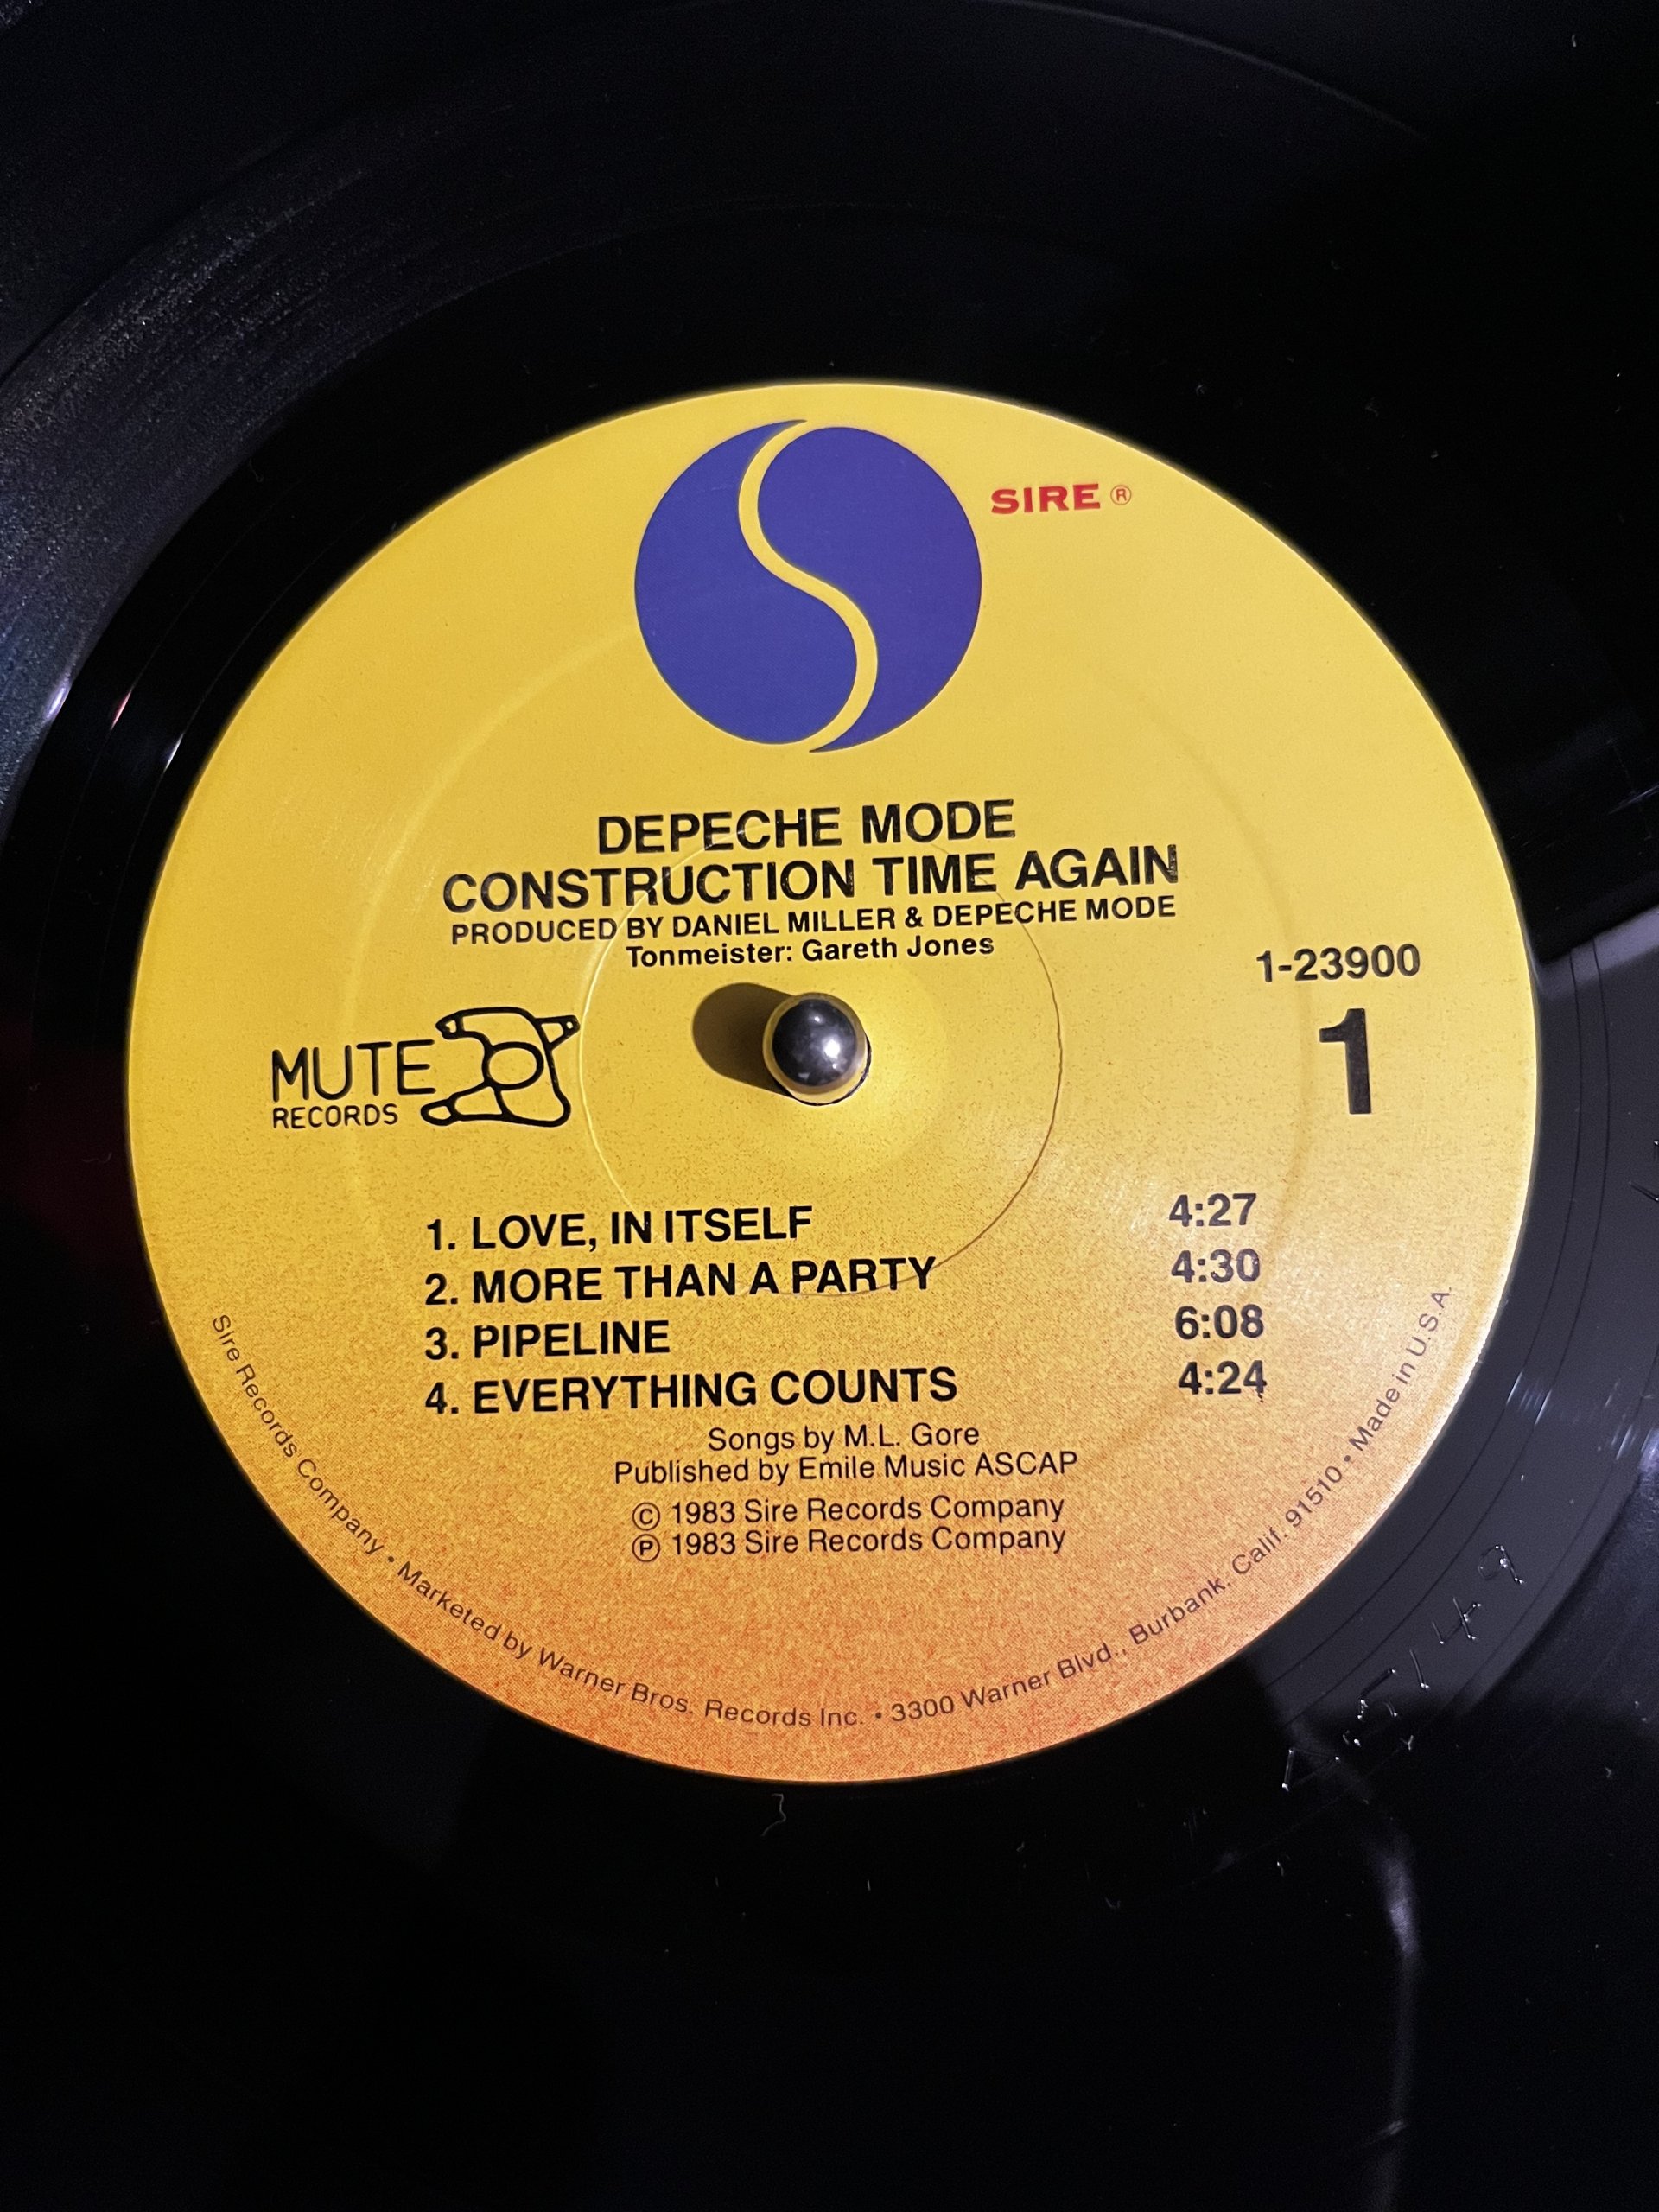 SIRE ®
DEPECHE MODE
CONSTRUCTION TIME AGAIN
PRODUCED BY DANIEL MILLER & DEPECHE MODE
Tonmeister: Gareth Jones
1-23900
1
MUTE
RECORDS
1. LOVE, IN ITSELF 4:27
2. MORE THAN A PARTY 4:30
3. PIPELINE 6:08
4. EVERYTHING COUNTS 4:24
Songs by M.L. Gore
Published by Emile Music ASCAP
© 1983 Sire Records Company
℗ 1983 Sire Records Company
Sire Records Company • Marketed by Warner Bros. Records Inc. • 3300 Warner Blvd., Burbank, Calif. 91510 • Made in U.S.A.